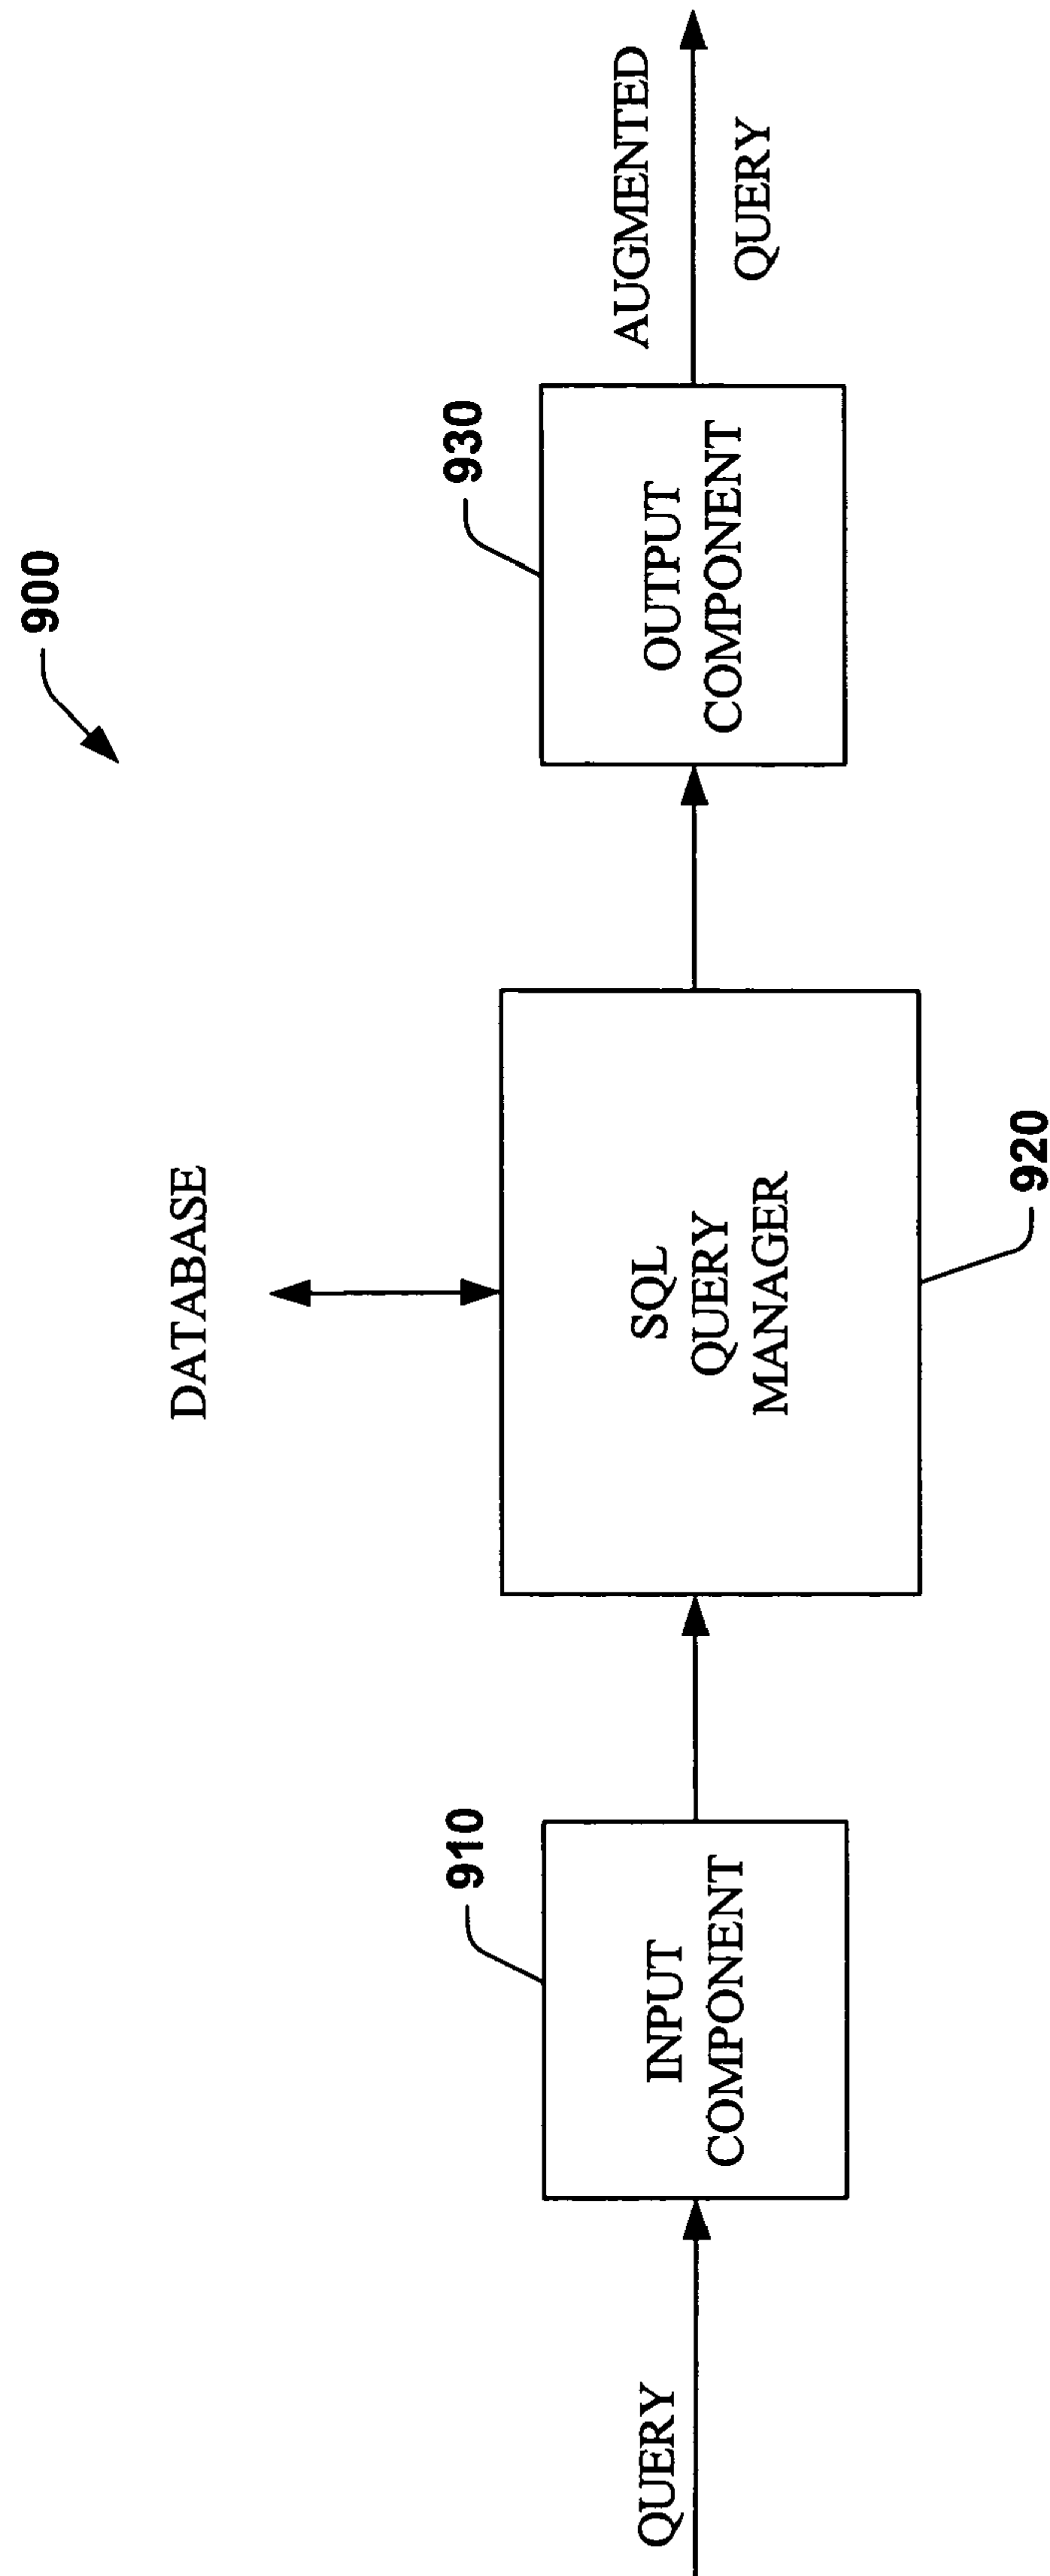 900
DATABASE
910
930
QUERY
INPUT
COMPONENT
SQL
QUERY
MANAGER
OUTPUT
COMPONENT
AUGMENTED
QUERY
920